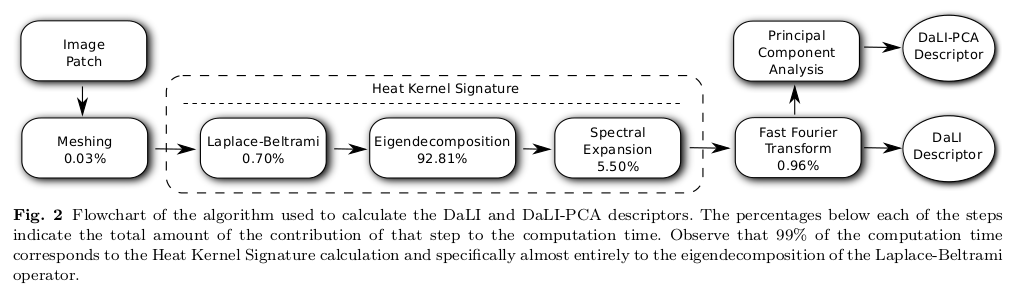 Image
Patch
Meshing
0.03%
Heat Kernel Signature
Laplace-Beltrami
0.70%
Eigendecomposition
92.81%
Spectral
Expansion
5.50%
Fast Fourier
Transform
0.96%
Principal
Component
Analysis
DaLI-PCA
Descriptor
DaLI
Descriptor
Fig. 2 Flowchart of the algorithm used to calculate the DaLI and DaLI-PCA descriptors. The percentages below each of the steps
indicate the total amount of the contribution of that step to the computation time. Observe that 99% of the computation time
corresponds to the Heat Kernel Signature calculation and specifically almost entirely to the eigendecomposition of the Laplace-Beltrami
operator.